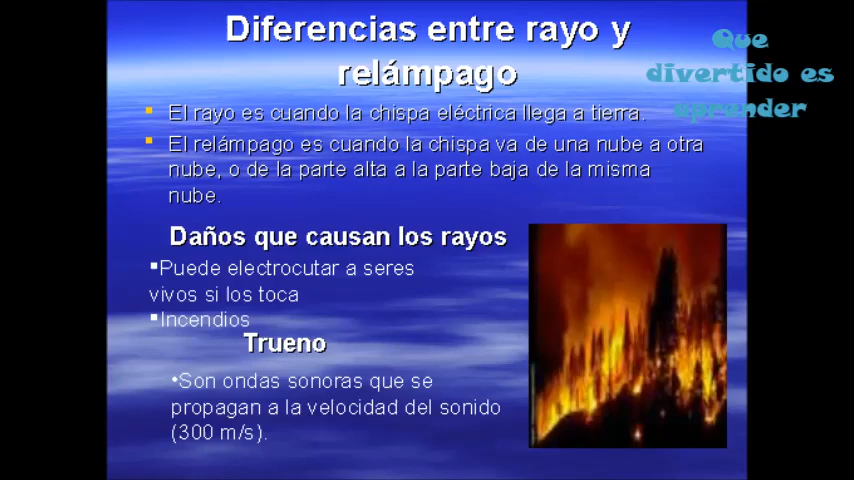 Diferencias entre rayo y
relámpago
Que
divertido es
aprender
El rayo es cuando la chispa eléctrica llega a tierra.
El relámpago es cuando la chispa va de una nube a otra
nube, o de la parte alta a la parte baja de la misma
nube.
Daños que causan los rayos
▪Puede electrocutar a seres
vivos si los toca
▪Incendios
Trueno
•Son ondas sonoras que se
propagan a la velocidad del sonido
(300 m/s).